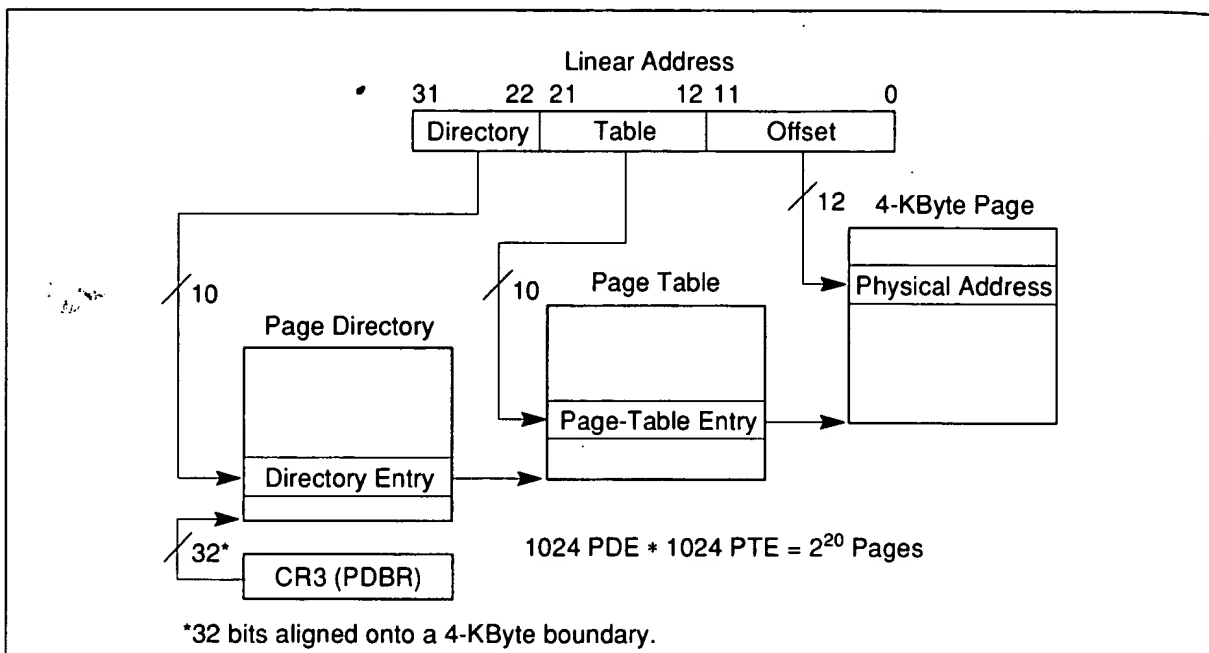 Linear Address
31 22 21 12 11 0
Directory Table Offset
12
4-KByte Page
10
10
Physical Address
Page Table
Page Directory
Page-Table Entry
Directory Entry
32*
1024 PDE * 1024 PTE = 2²⁰ Pages
CR3 (PDBR)
*32 bits aligned onto a 4-KByte boundary.